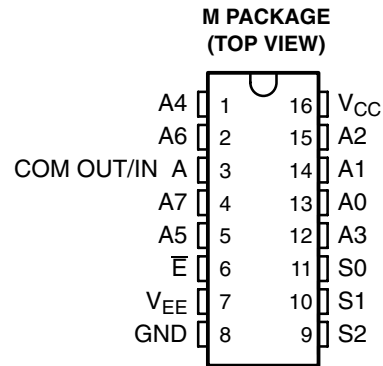 M PACKAGE
(TOP VIEW)
A4 1 16 VCC
A6 2 15 A2
COM OUT/IN A 3 14 A1
A7 4 13 A0
A5 5 12 A3
E̅ 6 11 S0
VEE 7 10 S1
GND 8 9 S2